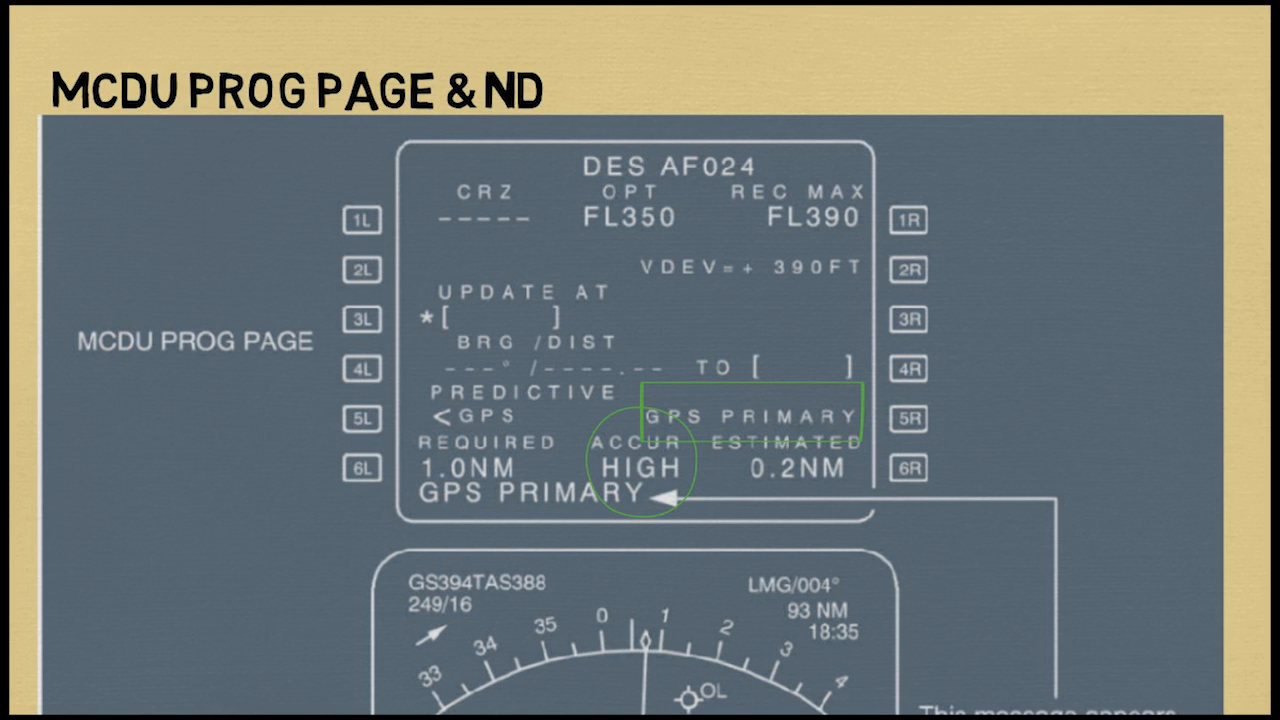 MCDU PROG PAGE & ND
DES AF024
CRZ OPT REC MAX
1L ----- FL350 FL390 1R
2L VDEV=+ 390FT 2R
UPDATE AT
3L *[ ] 3R
MCDU PROG PAGE
BRG /DIST
4L ---° /----.-- TO [ ] 4R
PREDICTIVE
5L <GPS GPS PRIMARY 5R
REQUIRED ACCUR ESTIMATED
6L 1.0NM HIGH 0.2NM 6R
GPS PRIMARY
GS394TAS388 LMG/004°
249/16 93 NM
18:35
33 34 35 0 1 2 3 4
OL
This message appears